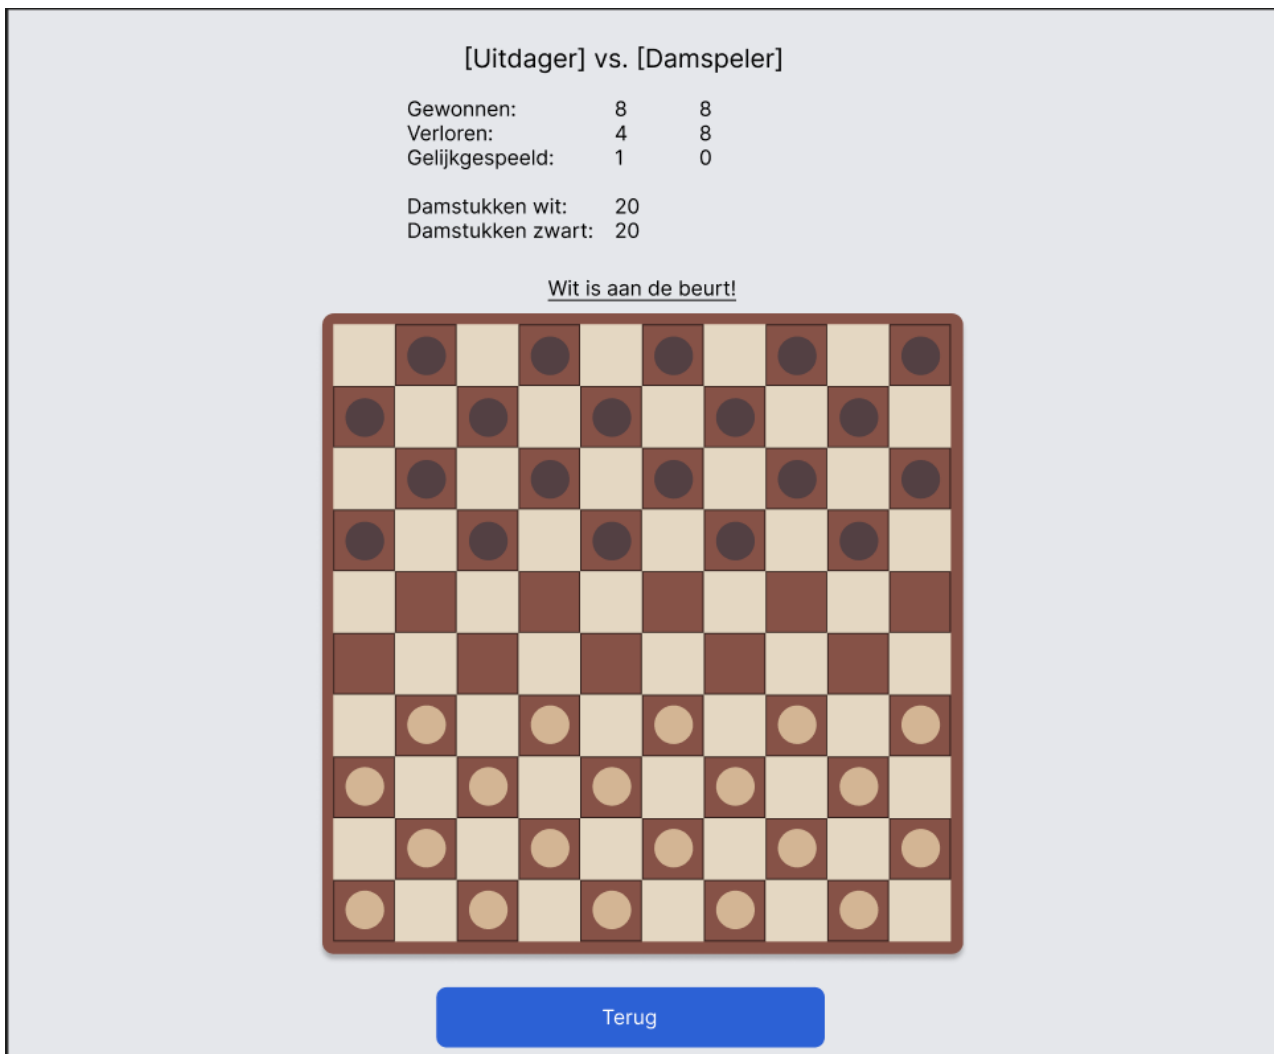 [Uitdager] vs. [Damspeler]
Gewonnen: 8 8
Verloren: 4 8
Gelijkgespeeld: 1 0
Damstukken wit: 20
Damstukken zwart: 20
Wit is aan de beurt!
Terug